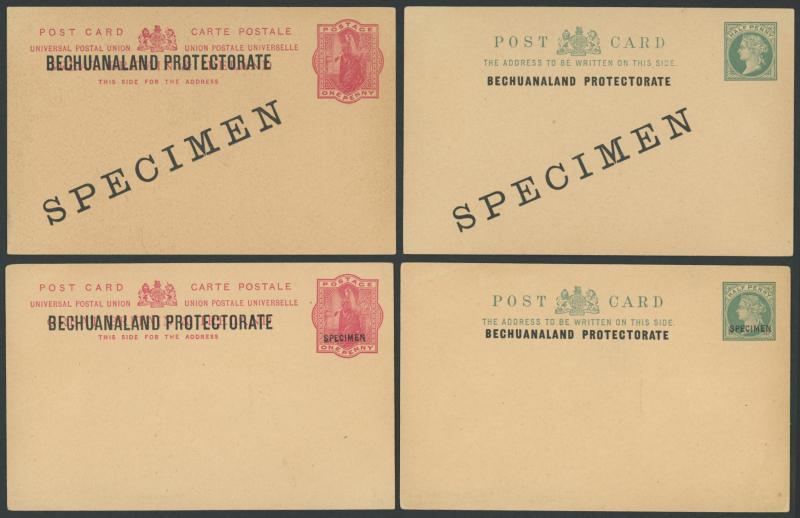 POST CARD CARTE POSTALE
UNIVERSAL POSTAL UNION UNION POSTALE UNIVERSELLE
BECHUANALAND PROTECTORATE
THIS SIDE FOR THE ADDRESS
POSTAGE
ONE PENNY
SPECIMEN
POST CARD
THE ADDRESS TO BE WRITTEN ON THIS SIDE.
BECHUANALAND PROTECTORATE
HALF PENNY
SPECIMEN
POST CARD CARTE POSTALE
UNIVERSAL POSTAL UNION UNION POSTALE UNIVERSELLE
BECHUANALAND PROTECTORATE
THIS SIDE FOR THE ADDRESS
POSTAGE
SPECIMEN
ONE PENNY
POST CARD
THE ADDRESS TO BE WRITTEN ON THIS SIDE.
BECHUANALAND PROTECTORATE
HALF PENNY
SPECIMEN